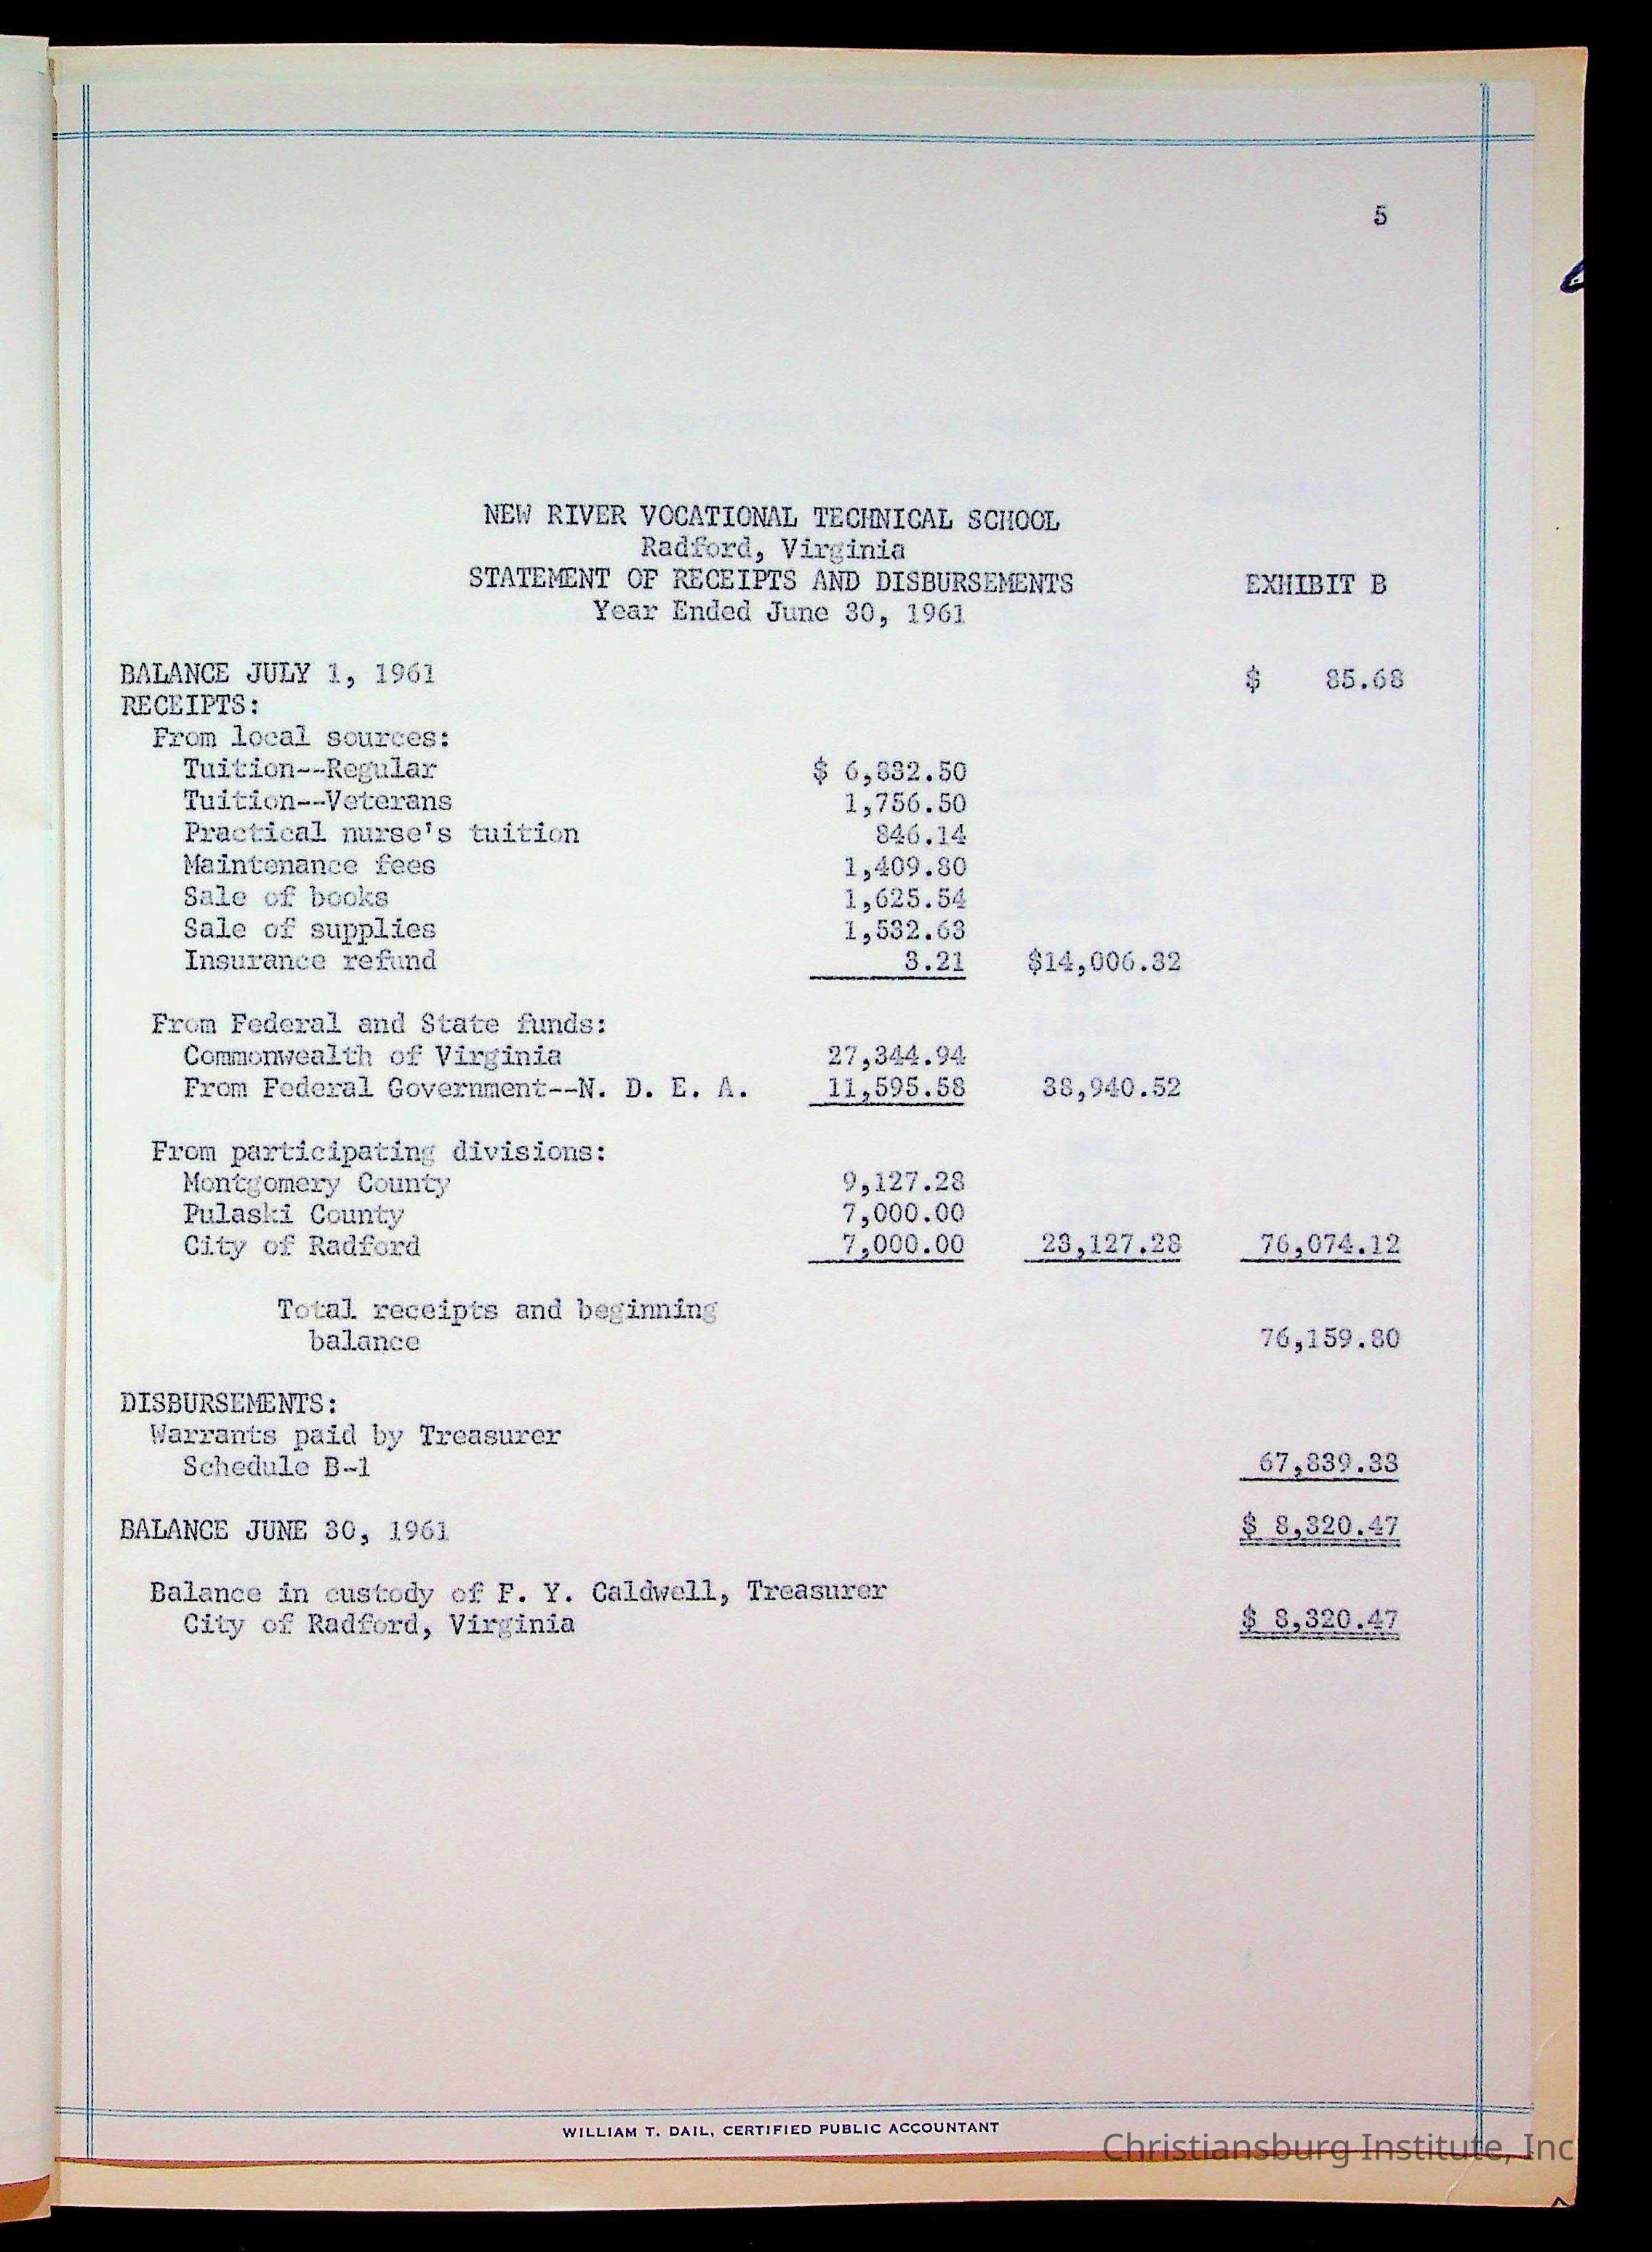 5
NEW RIVER VOCATIONAL TECHNICAL SCHOOL
Radford, Virginia
STATEMENT OF RECEIPTS AND DISBURSEMENTS EXHIBIT B
Year Ended June 30, 1961
BALANCE JULY 1, 1961 $ 85.68
RECEIPTS:
From local sources:
Tuition--Regular $ 6,832.50
Tuition--Veterans 1,756.50
Practical nurse's tuition 846.14
Maintenance fees 1,409.80
Sale of books 1,625.54
Sale of supplies 1,532.63
Insurance refund 3.21 $14,006.32
From Federal and State funds:
Commonwealth of Virginia 27,344.94
From Federal Government--N. D. E. A. 11,595.58 38,940.52
From participating divisions:
Montgomery County 9,127.28
Pulaski County 7,000.00
City of Radford 7,000.00 23,127.28 76,074.12
Total receipts and beginning
balance 76,159.80
DISBURSEMENTS:
Warrants paid by Treasurer
Schedule B-1 67,839.33
BALANCE JUNE 30, 1961 $ 8,320.47
Balance in custody of F. Y. Caldwell, Treasurer
City of Radford, Virginia $ 8,320.47
WILLIAM T. DAIL, CERTIFIED PUBLIC ACCOUNTANT
Christiansburg Institute, Inc